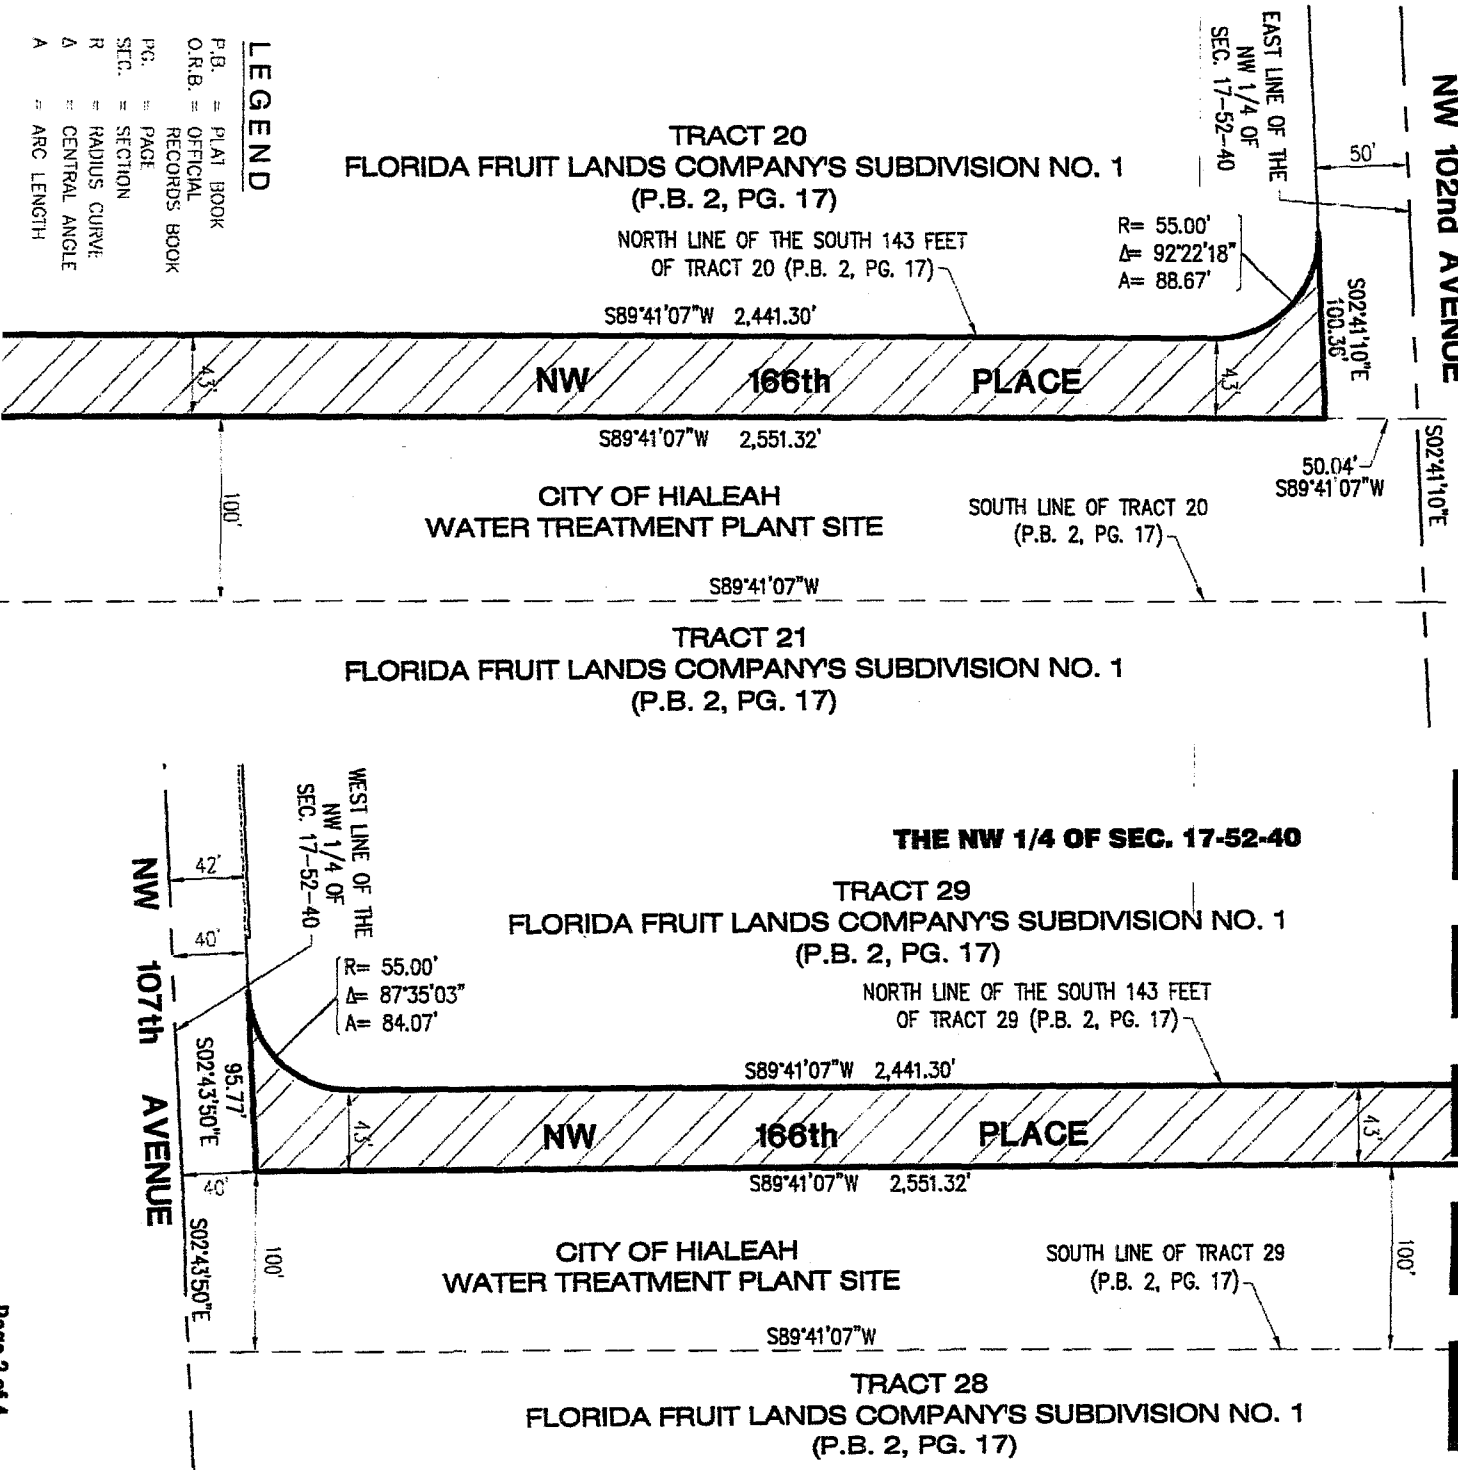 LEGEND
P.B. = PLAT BOOK
O.R.B. = OFFICIAL
RECORDS BOOK
PG. = PAGE
SEC. = SECTION
R = RADIUS CURVE
Δ = CENTRAL ANGLE
A = ARC LENGTH
TRACT 20
FLORIDA FRUIT LANDS COMPANY'S SUBDIVISION NO. 1
(P.B. 2, PG. 17)
NORTH LINE OF THE SOUTH 143 FEET
OF TRACT 20 (P.B. 2, PG. 17)
S89°41'07"W 2,441.30'
EAST LINE OF THE
NW 1/4 OF
SEC. 17-52-40
50'
NW 102nd AVENUE
R= 55.00'
Δ= 92°22'18"
A= 88.67'
S02°41'10"E
100.36'
43'
NW 166th PLACE
43'
S89°41'07"W 2,551.32'
50.04'
S89°41'07"W
S02°41'10"E
100'
CITY OF HIALEAH
WATER TREATMENT PLANT SITE
SOUTH LINE OF TRACT 20
(P.B. 2, PG. 17)
S89°41'07"W
TRACT 21
FLORIDA FRUIT LANDS COMPANY'S SUBDIVISION NO. 1
(P.B. 2, PG. 17)
THE NW 1/4 OF SEC. 17-52-40
TRACT 29
FLORIDA FRUIT LANDS COMPANY'S SUBDIVISION NO. 1
(P.B. 2, PG. 17)
NORTH LINE OF THE SOUTH 143 FEET
OF TRACT 29 (P.B. 2, PG. 17)
WEST LINE OF THE
NW 1/4 OF
SEC. 17-52-40
42'
40'
NW 107th AVENUE
R= 55.00'
Δ= 87°35'03"
A= 84.07'
95.77'
S02°43'50"E
S89°41'07"W 2,441.30'
43'
NW 166th PLACE
43'
S89°41'07"W 2,551.32'
40'
S02°43'50"E
100'
CITY OF HIALEAH
WATER TREATMENT PLANT SITE
SOUTH LINE OF TRACT 29
(P.B. 2, PG. 17)
100'
S89°41'07"W
TRACT 28
FLORIDA FRUIT LANDS COMPANY'S SUBDIVISION NO. 1
(P.B. 2, PG. 17)